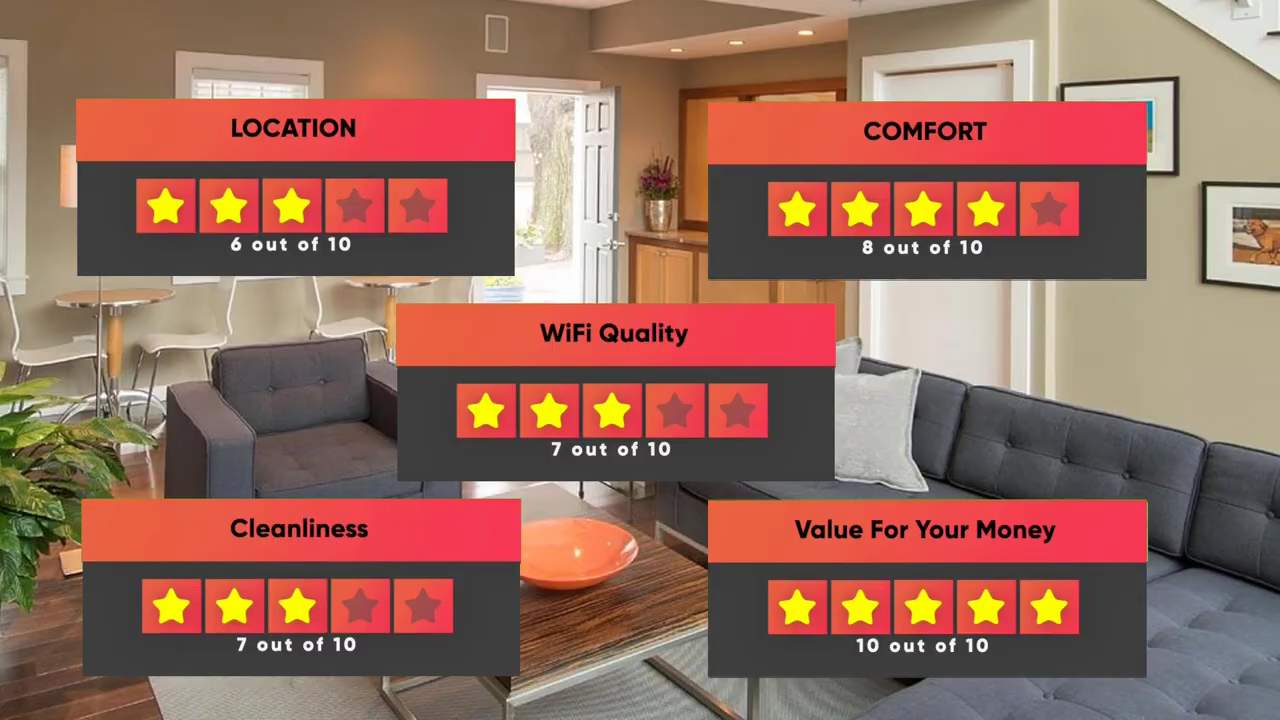 LOCATION
6 out of 10
COMFORT
8 out of 10
WiFi Quality
7 out of 10
Cleanliness
7 out of 10
Value For Your Money
10 out of 10